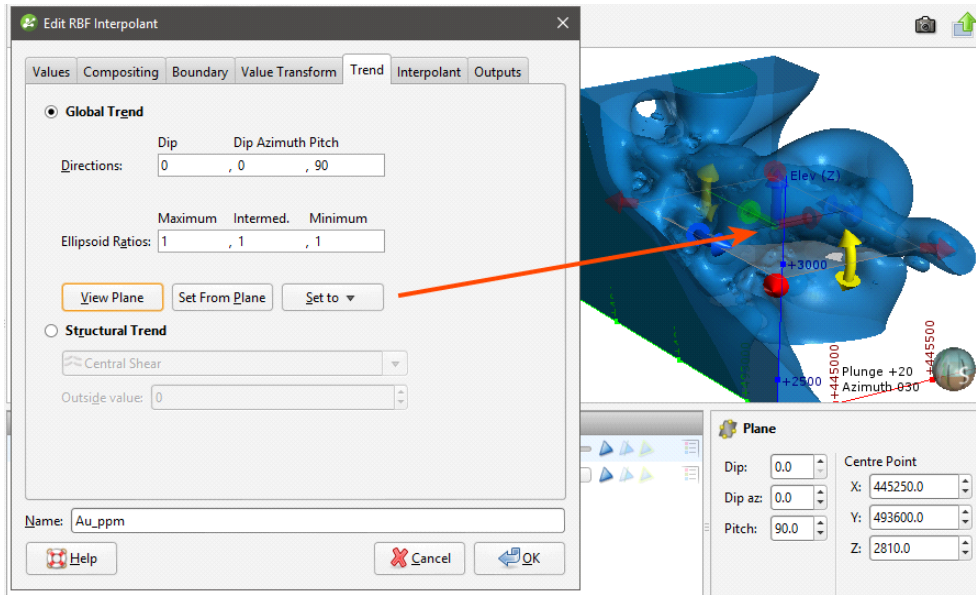 Edit RBF Interpolant
Values Compositing Boundary Value Transform Trend Interpolant Outputs
Global Trend
Dip Dip Azimuth Pitch
Directions: 0 , 0 , 90
Maximum Intermed. Minimum
Ellipsoid Ratios: 1 , 1 , 1
View Plane Set From Plane Set to
Structural Trend
Central Shear
Outside value: 0
Name: Au_ppm
Help Cancel OK
Elev (Z)
+3000
+2500
+445000
+445500
Plunge +20
Azimuth 030
S
Plane
Dip: 0.0
Dip az: 0.0
Pitch: 90.0
Centre Point
X: 445250.0
Y: 493600.0
Z: 2810.0